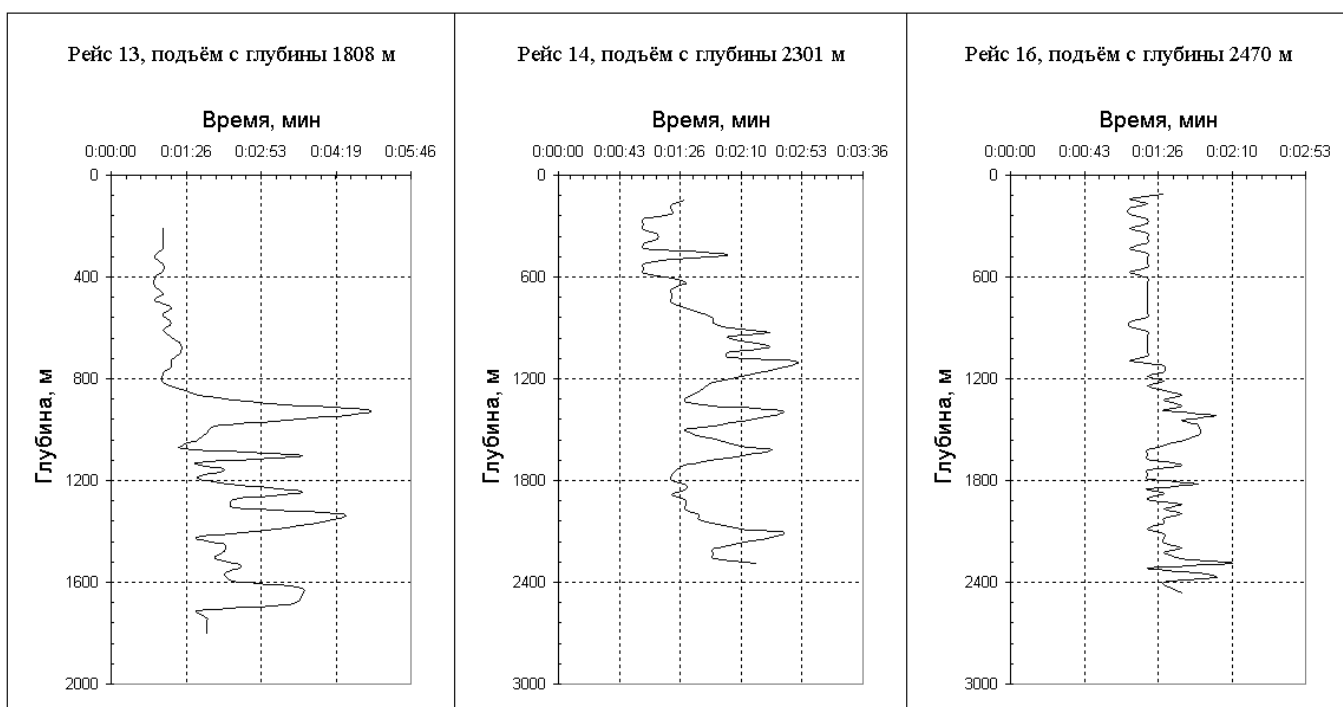 Рейс 13, подъём с глубины 1808 м
Время, мин
0:00:00 0:01:26 0:02:53 0:04:19 0:05:46
0
400
800
1200
1600
2000
Глубина, м
Рейс 14, подъём с глубины 2301 м
Время, мин
0:00:00 0:00:43 0:01:26 0:02:10 0:02:53 0:03:36
0
600
1200
1800
2400
3000
Глубина, м
Рейс 16, подъём с глубины 2470 м
Время, мин
0:00:00 0:00:43 0:01:26 0:02:10 0:02:53
0
600
1200
1800
2400
3000
Глубина, м